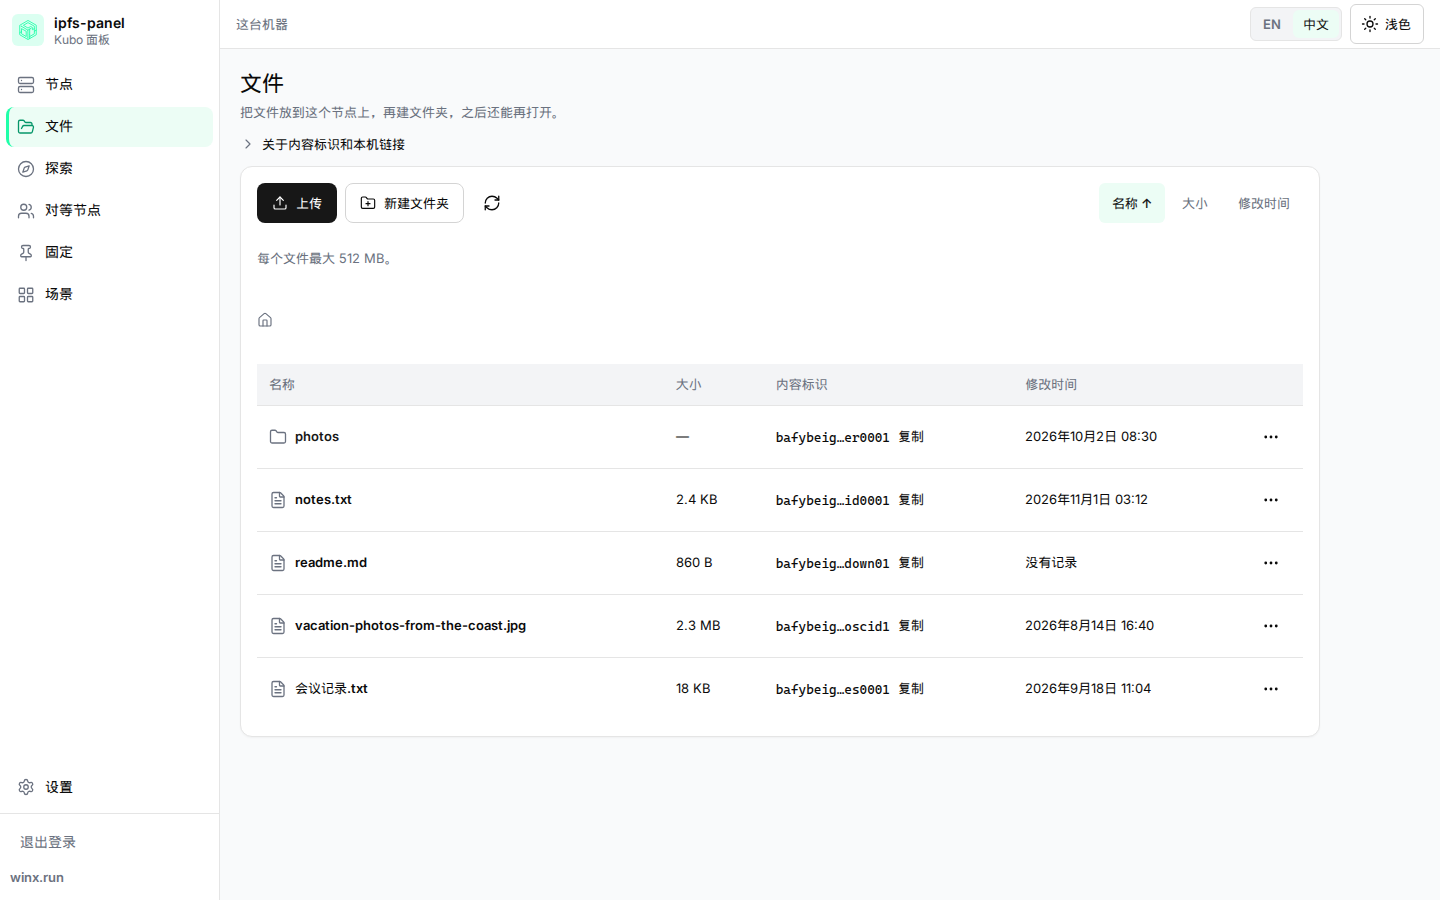 ipfs-panel
Kubo 面板
节点
文件
探索
对等节点
固定
场景
设置
退出登录
winx.run
这台机器
EN 中文 浅色
文件
把文件放到这个节点上，再建文件夹，之后还能再打开。
关于内容标识和本机链接
上传 新建文件夹 名称 ↑ 大小 修改时间
每个文件最大 512 MB。
名称 大小 内容标识 修改时间
photos — bafybeig…er0001 复制 2026年10月2日 08:30
notes.txt 2.4 KB bafybeig…id0001 复制 2026年11月1日 03:12
readme.md 860 B bafybeig…down01 复制 没有记录
vacation-photos-from-the-coast.jpg 2.3 MB bafybeig…oscid1 复制 2026年8月14日 16:40
会议记录.txt 18 KB bafybeig…es0001 复制 2026年9月18日 11:04